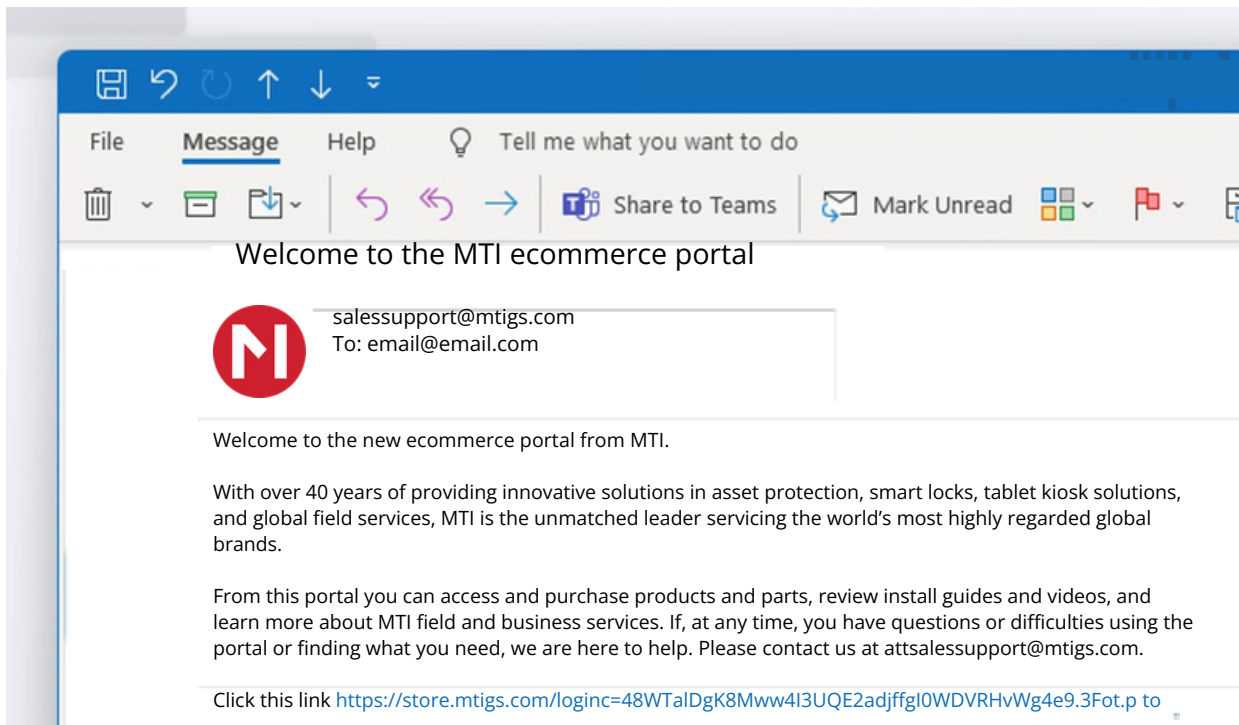 File Message Help Tell me what you want to do
Share to Teams Mark Unread
Welcome to the MTI ecommerce portal
salessupport@mtigs.com
To: email@email.com
Welcome to the new ecommerce portal from MTI.
With over 40 years of providing innovative solutions in asset protection, smart locks, tablet kiosk solutions,
and global field services, MTI is the unmatched leader servicing the world's most highly regarded global
brands.
From this portal you can access and purchase products and parts, review install guides and videos, and
learn more about MTI field and business services. If, at any time, you have questions or difficulties using the
portal or finding what you need, we are here to help. Please contact us at attsalessupport@mtigs.com.
Click this link https://store.mtigs.com/loginc=48WTalDgK8Mww4I3UQE2adjffgI0WDVRHvWg4e9.3Fot.p to